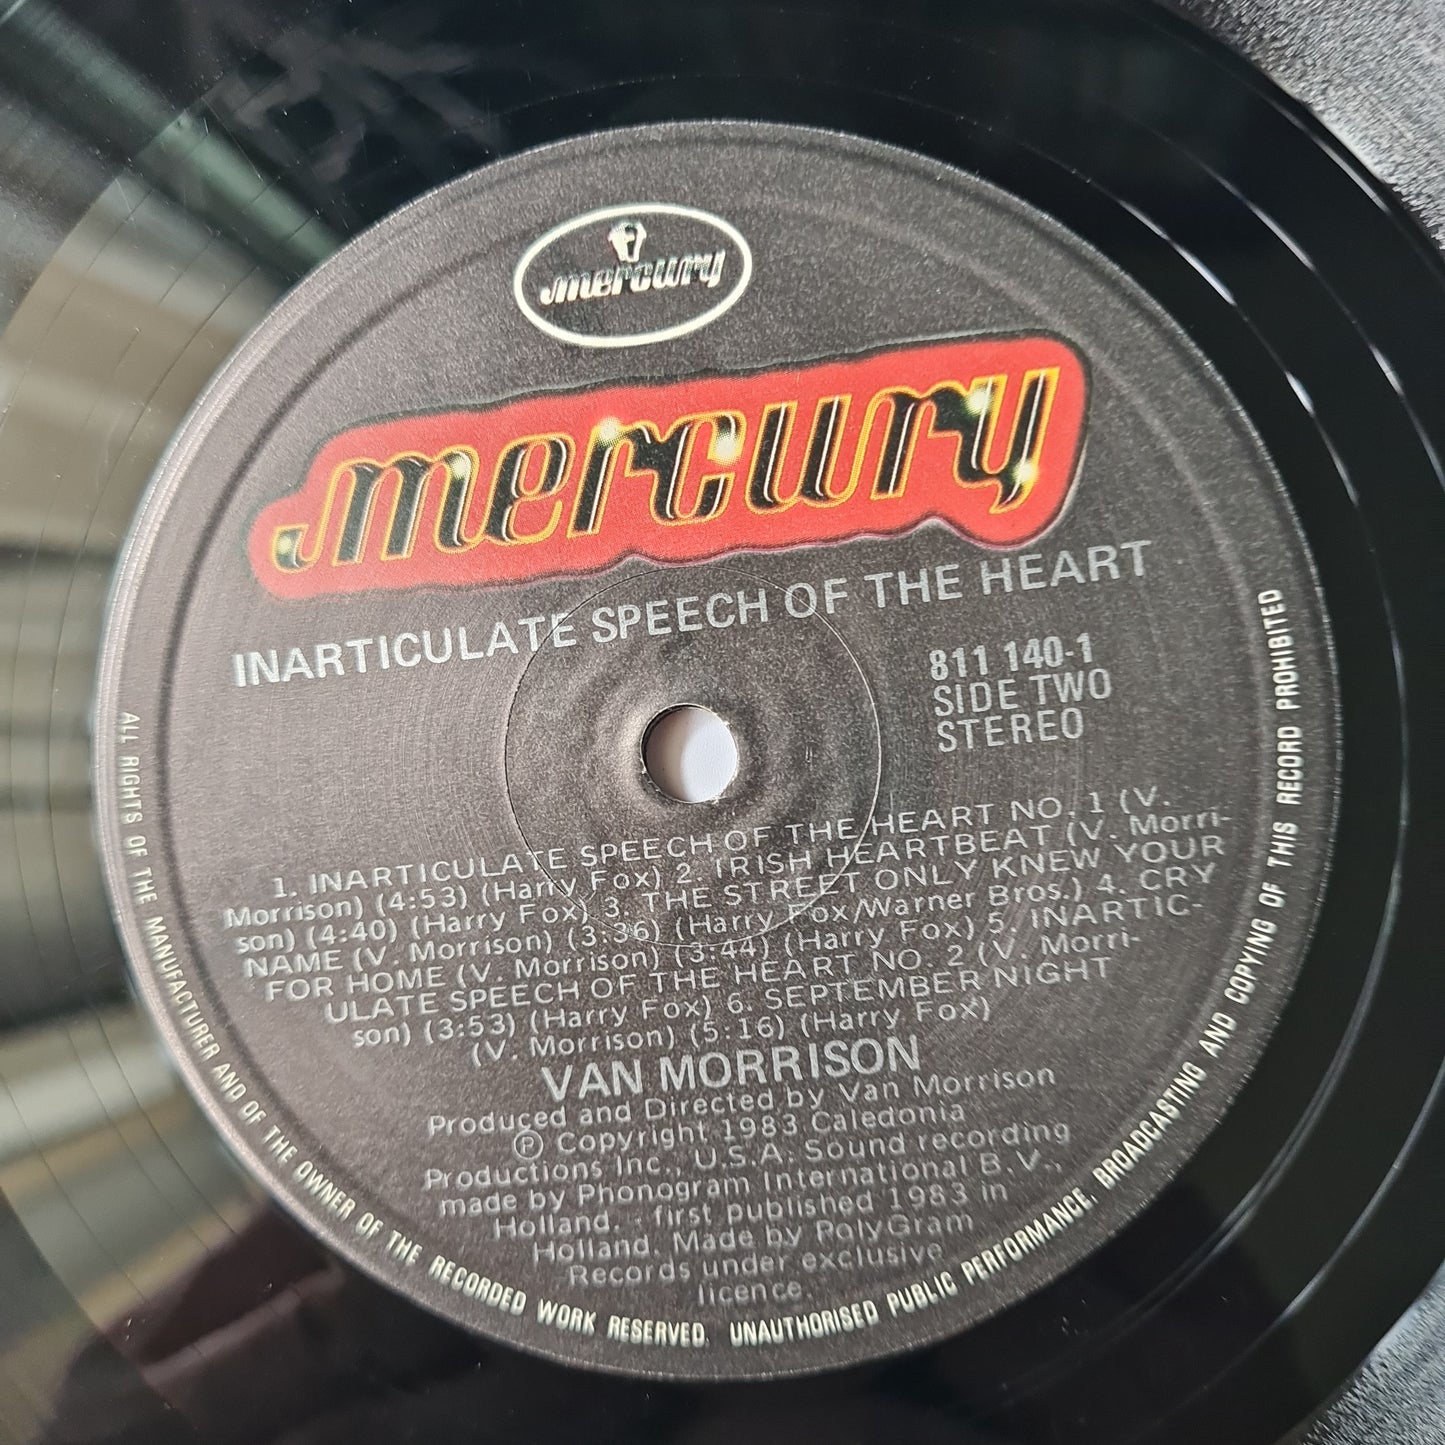 mercury
mercury
INARTICULATE SPEECH OF THE HEART
811 140-1
SIDE TWO
STEREO
1. INARTICULATE SPEECH OF THE HEART NO. 1 (V.
Morrison) (4:53) (Harry Fox) 2. IRISH HEARTBEAT (V. Morri-
son) (4:40) (Harry Fox) 3. THE STREET ONLY KNEW YOUR
NAME (V. Morrison) (3:36) (Harry Fox/Warner Bros.) 4. CRY
FOR HOME (V. Morrison) (3:44) (Harry Fox) 5. INARTIC-
ULATE SPEECH OF THE HEART NO. 2 (V. Morri-
son) (3:53) (Harry Fox) 6. SEPTEMBER NIGHT
(V. Morrison) (5:16) (Harry Fox)
VAN MORRISON
Produced and Directed by Van Morrison
℗ Copyright 1983 Caledonia
Productions Inc., U.S.A. Sound recording
made by Phonogram International B.V.,
Holland. - first published 1983 in
Holland. Made by PolyGram
Records under exclusive
licence.
ALL RIGHTS OF THE MANUFACTURER AND OF THE OWNER OF THE RECORDED WORK RESERVED. UNAUTHORISED PUBLIC PERFORMANCE, BROADCASTING AND COPYING OF THIS RECORD PROHIBITED